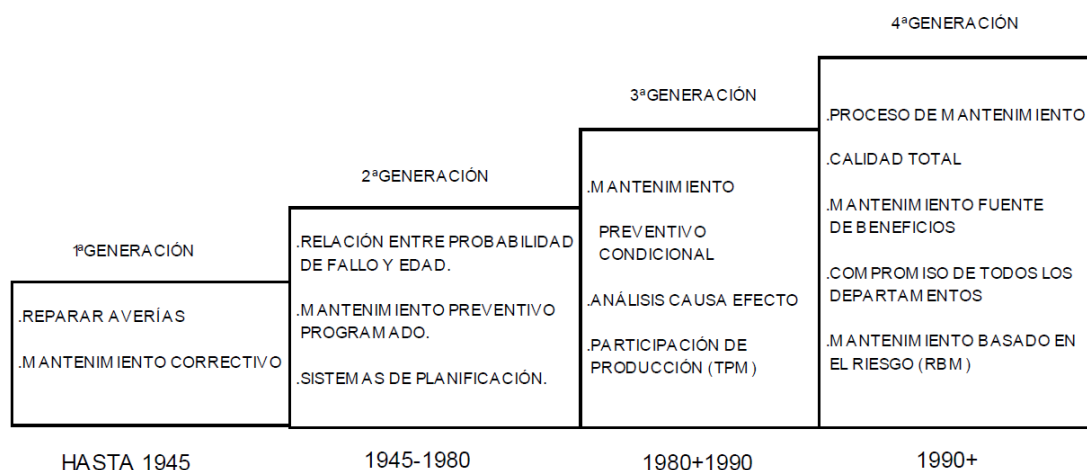 1ªGENERACIÓN
.REPARAR AVERÍAS
.MANTENIMIENTO CORRECTIVO
HASTA 1945
2ªGENERACIÓN
.RELACIÓN ENTRE PROBABILIDAD
DE FALLO Y EDAD.
.MANTENIMIENTO PREVENTIVO
PROGRAMADO.
.SISTEMAS DE PLANIFICACIÓN.
1945-1980
3ªGENERACIÓN
.MANTENIMIENTO
PREVENTIVO
CONDICIONAL
.ANÁLISIS CAUSA EFECTO
.PARTICIPACIÓN DE
PRODUCCIÓN (TPM)
1980+1990
4ªGENERACIÓN
.PROCESO DE MANTENIMIENTO
.CALIDAD TOTAL
.MANTENIMIENTO FUENTE
DE BENEFICIOS
.COMPROMISO DE TODOS LOS
DEPARTAMENTOS
.MANTENIMIENTO BASADO EN
EL RIESGO (RBM)
1990+